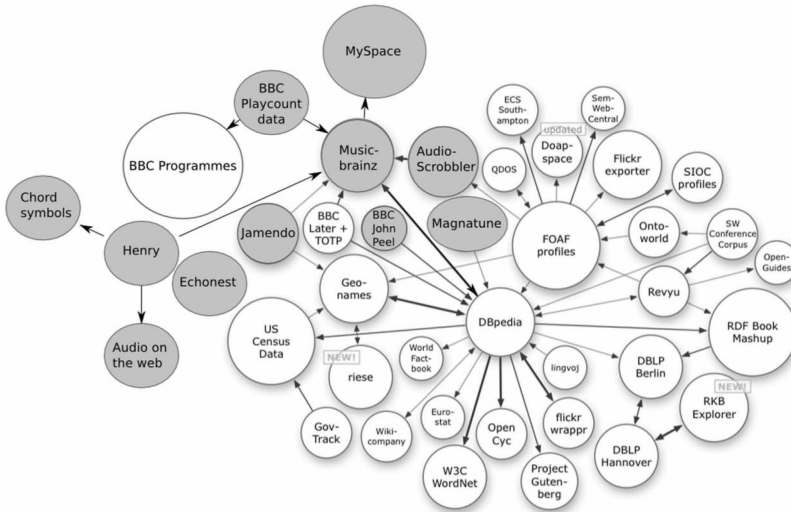 MySpace
BBC
Playcount
data
BBC Programmes
Music-
brainz
Audio-
Scrobbler
ECS
South-
ampton
Sem-
Web-
Central
updated
Doap-
space
QDOS
Flickr
exporter
SIOC
profiles
Chord
symbols
Henry
Echonest
Audio on
the web
Jamendo
BBC
Later +
TOTP
BBC
John
Peel
Magnatune
FOAF
profiles
Onto-
world
SW
Conference
Corpus
Open-
Guides
Revyu
Geo-
names
DBpedia
US
Census
Data
NEW!
riese
World
Fact-
book
lingvoj
RDF Book
Mashup
DBLP
Berlin
NEW!
RKB
Explorer
Gov-
Track
Wiki-
company
Euro-
stat
Open
Cyc
flickr
wrappr
W3C
WordNet
Project
Guten-
berg
DBLP
Hannover